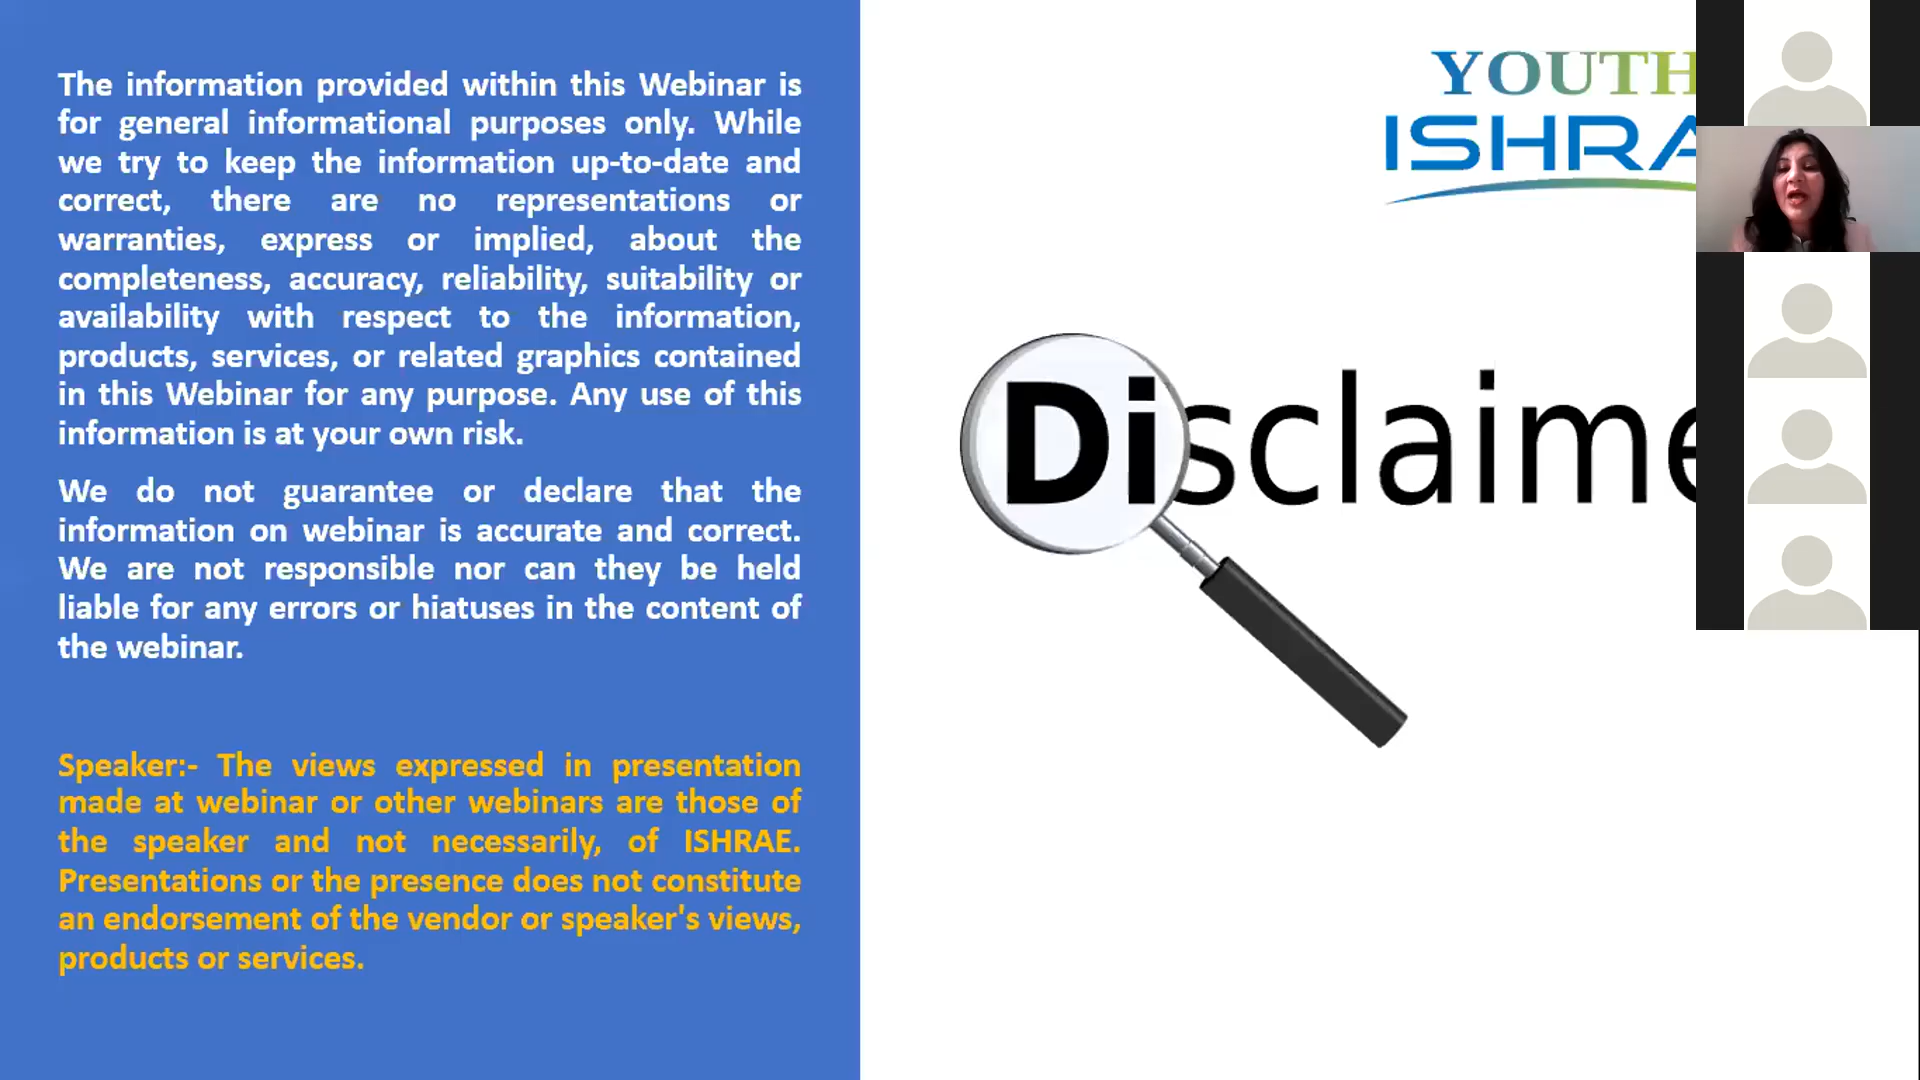 The information provided within this Webinar is
for general informational purposes only. While
we try to keep the information up-to-date and
correct, there are no representations or
warranties, express or implied, about the
completeness, accuracy, reliability, suitability or
availability with respect to the information,
products, services, or related graphics contained
in this Webinar for any purpose. Any use of this
information is at your own risk.
We do not guarantee or declare that the
information on webinar is accurate and correct.
We are not responsible nor can they be held
liable for any errors or hiatuses in the content of
the webinar.
Speaker:- The views expressed in presentation
made at webinar or other webinars are those of
the speaker and not necessarily, of ISHRAE.
Presentations or the presence does not constitute
an endorsement of the vendor or speaker's views,
products or services.
YOUTH
ISHRA
Disclaime